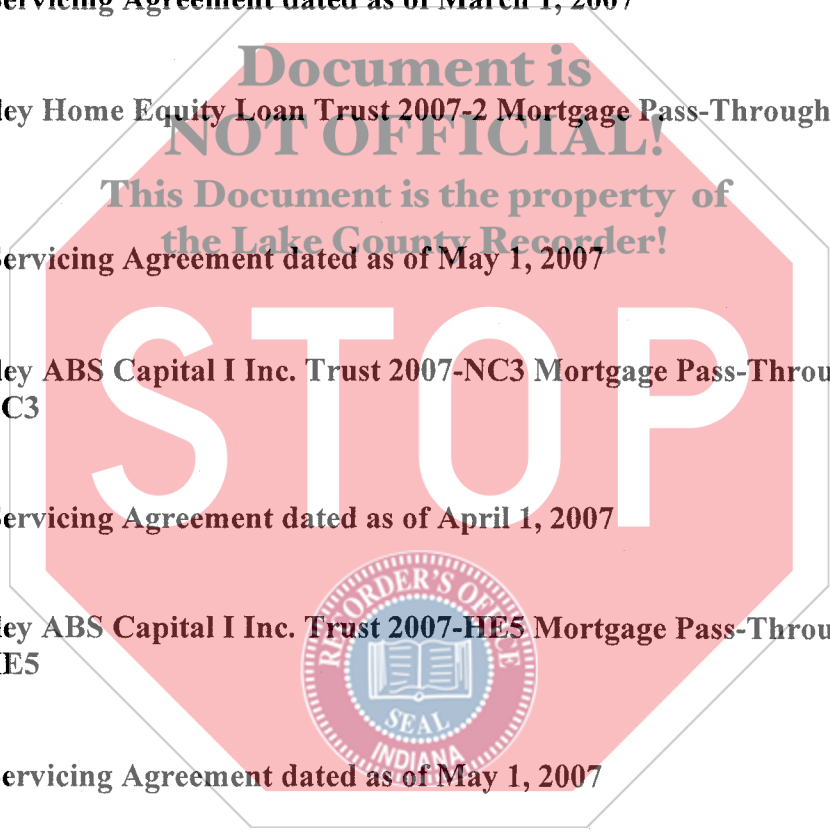 ervicing Agreement dated as of March 1, 2007
Document is
ley Home Equity Loan Trust 2007-2 Mortgage Pass-Through
NOT OFFICIAL!
This Document is the property of
the Lake County Recorder!
ervicing Agreement dated as of May 1, 2007
STOP
ley ABS Capital I Inc. Trust 2007-NC3 Mortgage Pass-Throu
C3
ervicing Agreement dated as of April 1, 2007
RECORDER'S OFFICE
ley ABS Capital I Inc. Trust 2007-HE5 Mortgage Pass-Throu
E5
SEAL
INDIANA
ervicing Agreement dated as of May 1, 2007